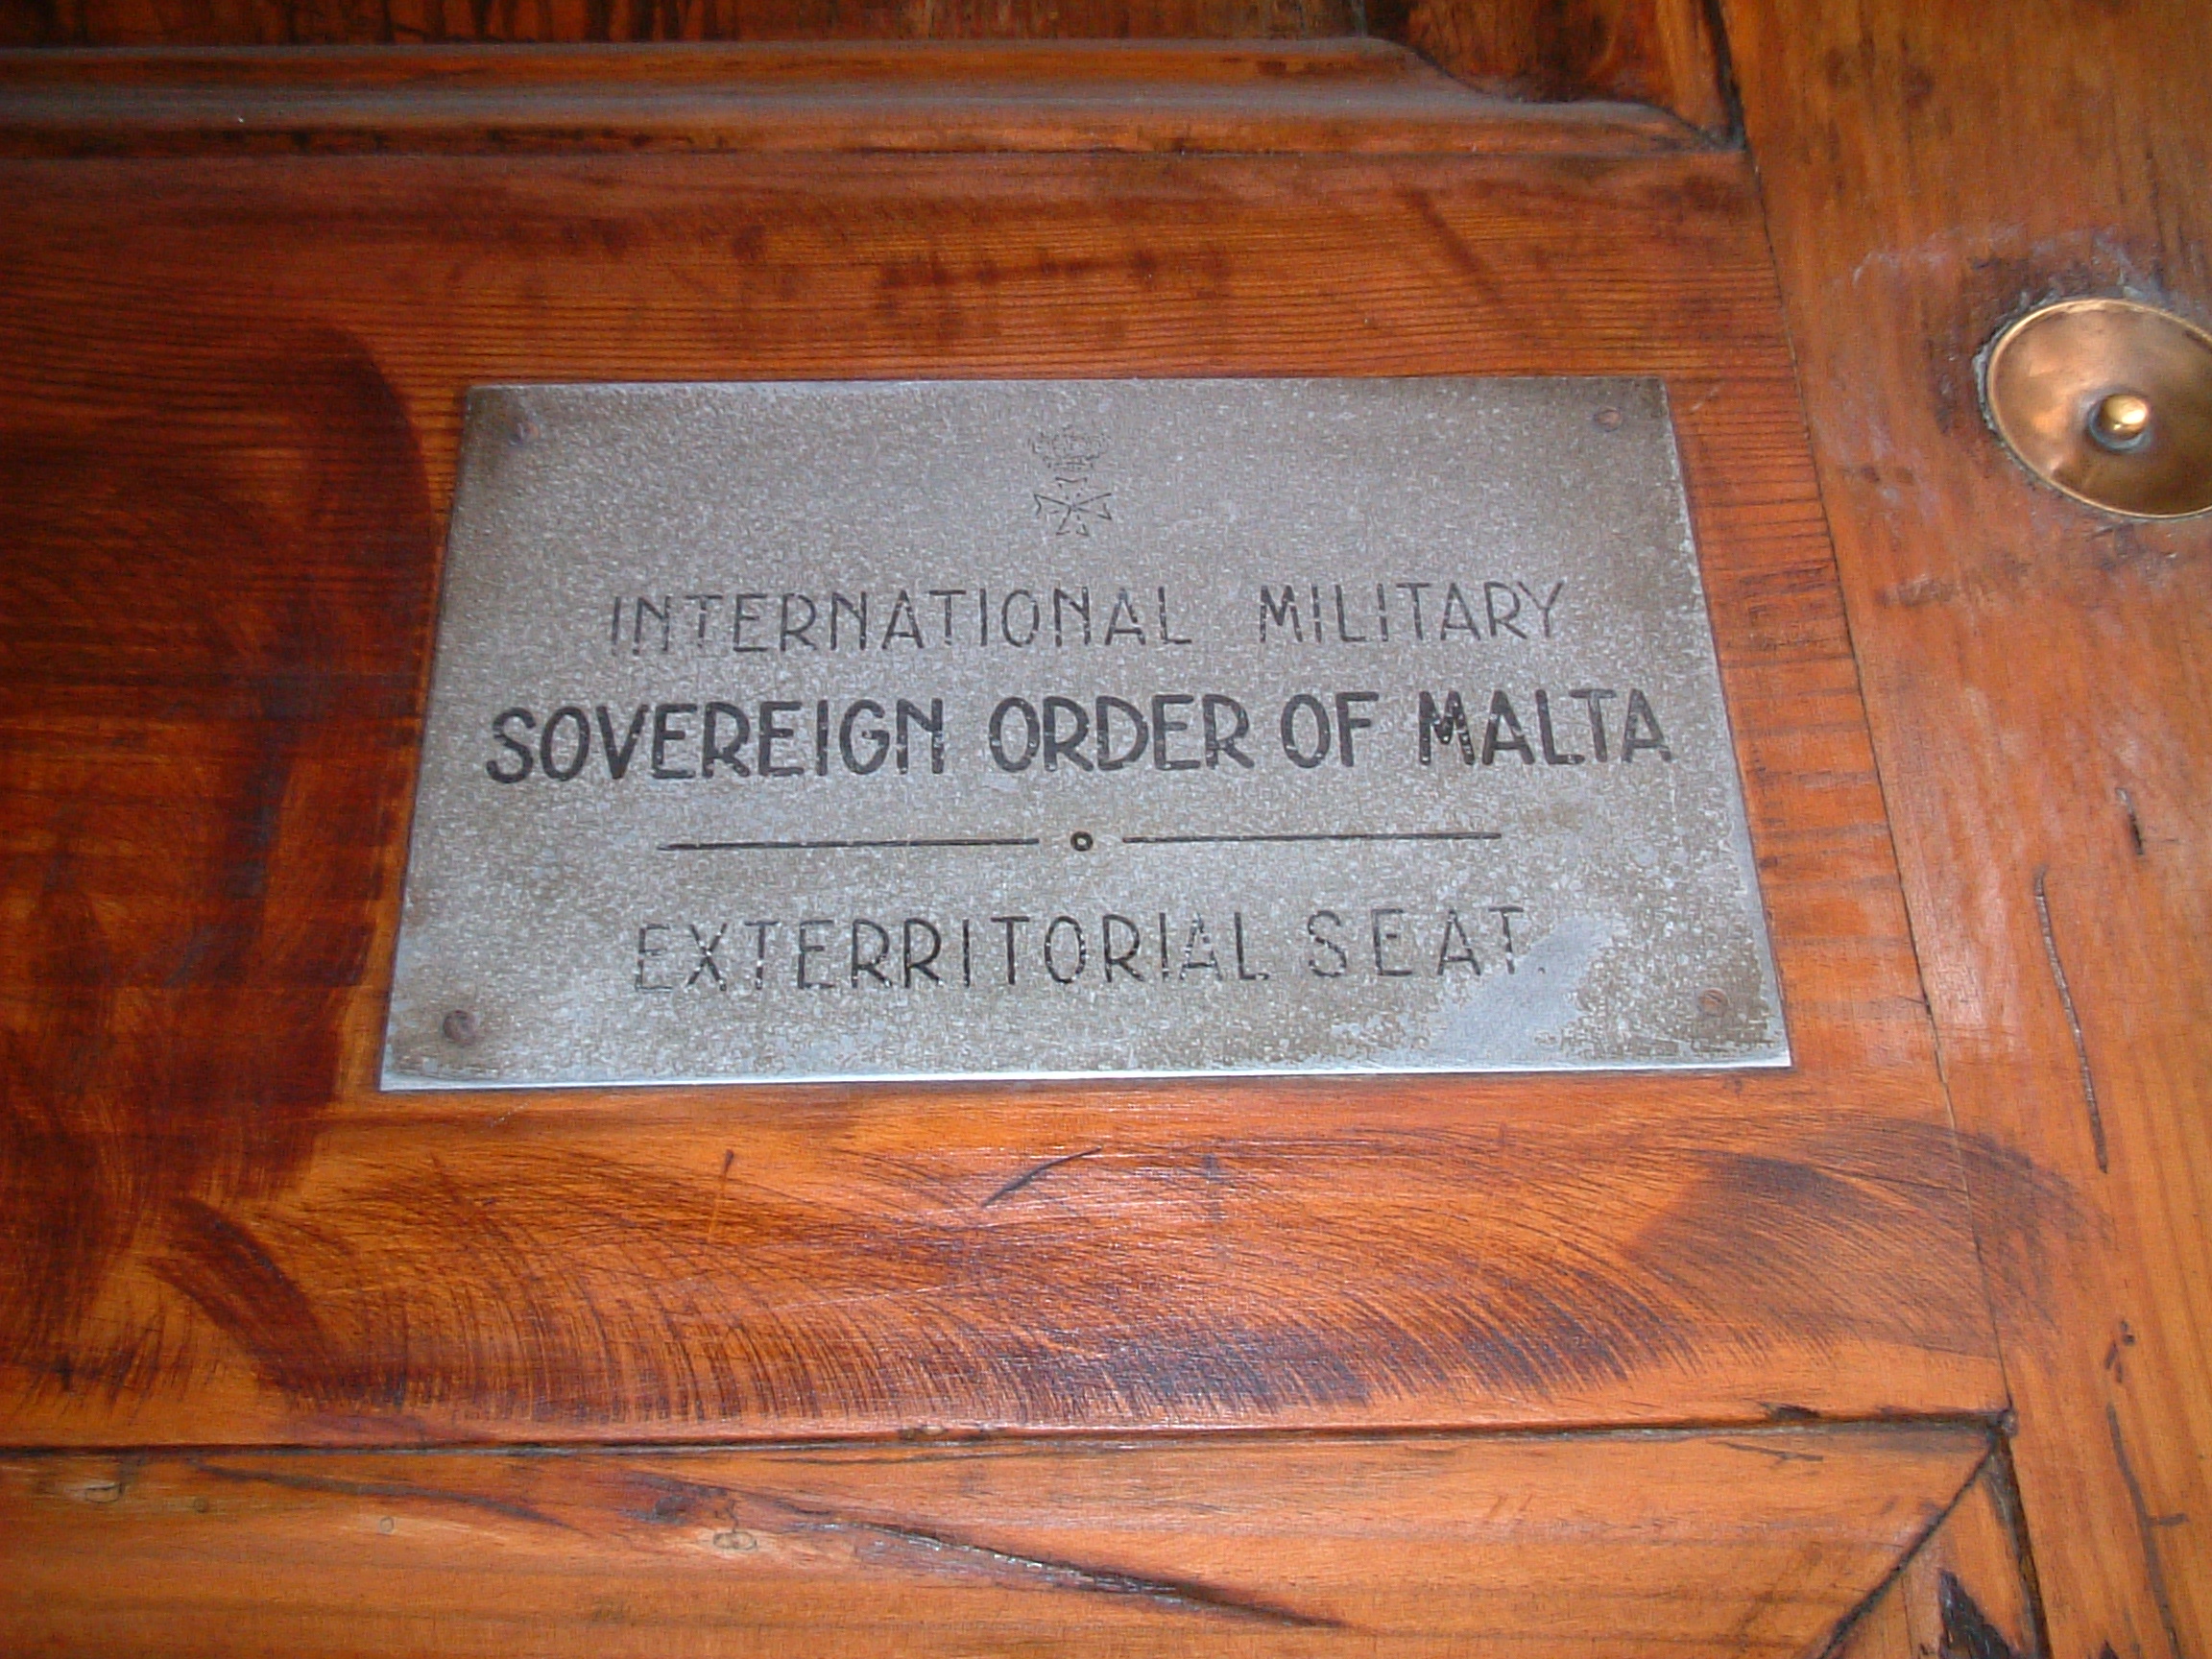 INTERNATIONAL MILITARY
SOVEREIGN ORDER OF MALTA
EXTERRITORIAL SEAT.